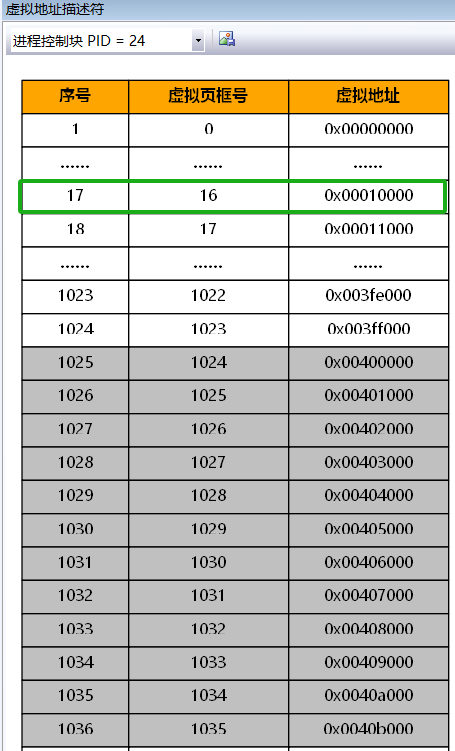 虚拟地址描述符
进程控制块 PID = 24
序号 虚拟页框号 虚拟地址
1 0 0x00000000
...... ...... ......
17 16 0x00010000
18 17 0x00011000
...... ...... ......
1023 1022 0x003fe000
1024 1023 0x003ff000
1025 1024 0x00400000
1026 1025 0x00401000
1027 1026 0x00402000
1028 1027 0x00403000
1029 1028 0x00404000
1030 1029 0x00405000
1031 1030 0x00406000
1032 1031 0x00407000
1033 1032 0x00408000
1034 1033 0x00409000
1035 1034 0x0040a000
1036 1035 0x0040b000